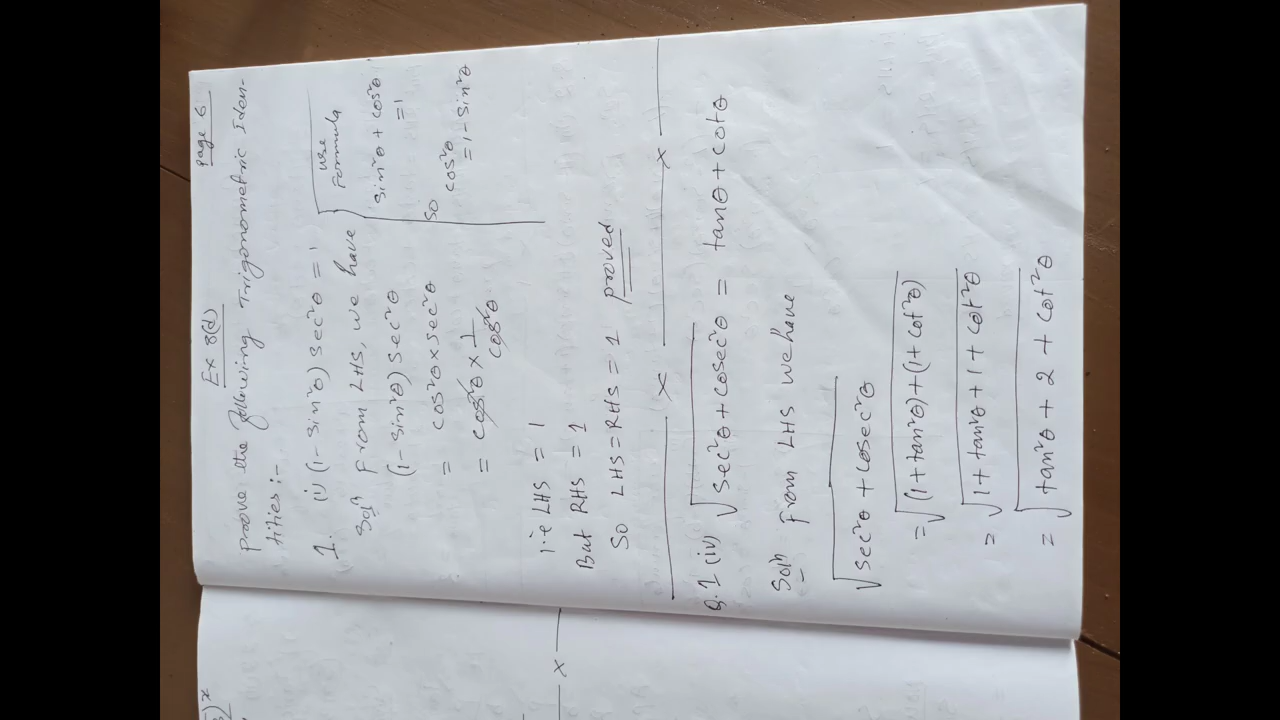 Page 6
Ex 8(d)
Proove the following Trigonometric Iden-
tities:-
1. (i) (1-sin²θ) sec²θ = 1
Solⁿ From LHS, we have
(1-sin²θ) sec²θ
= cos²θ × sec²θ
= cos²θ × 1/cos²θ
use
Formula
sin²θ + cos²θ
= 1
So
cos²θ
= 1-sin²θ
i.e LHS = 1
But RHS = 1
So LHS = RHS = 1 proved
x x
Q.1 (iv) √sec²θ + cosec²θ = tanθ + cotθ
Solⁿ From LHS we have
√sec²θ + cosec²θ
= √(1+tan²θ) + (1+cot²θ)
= √1 + tan²θ + 1 + cot²θ
= √tan²θ + 2 + cot²θ
x